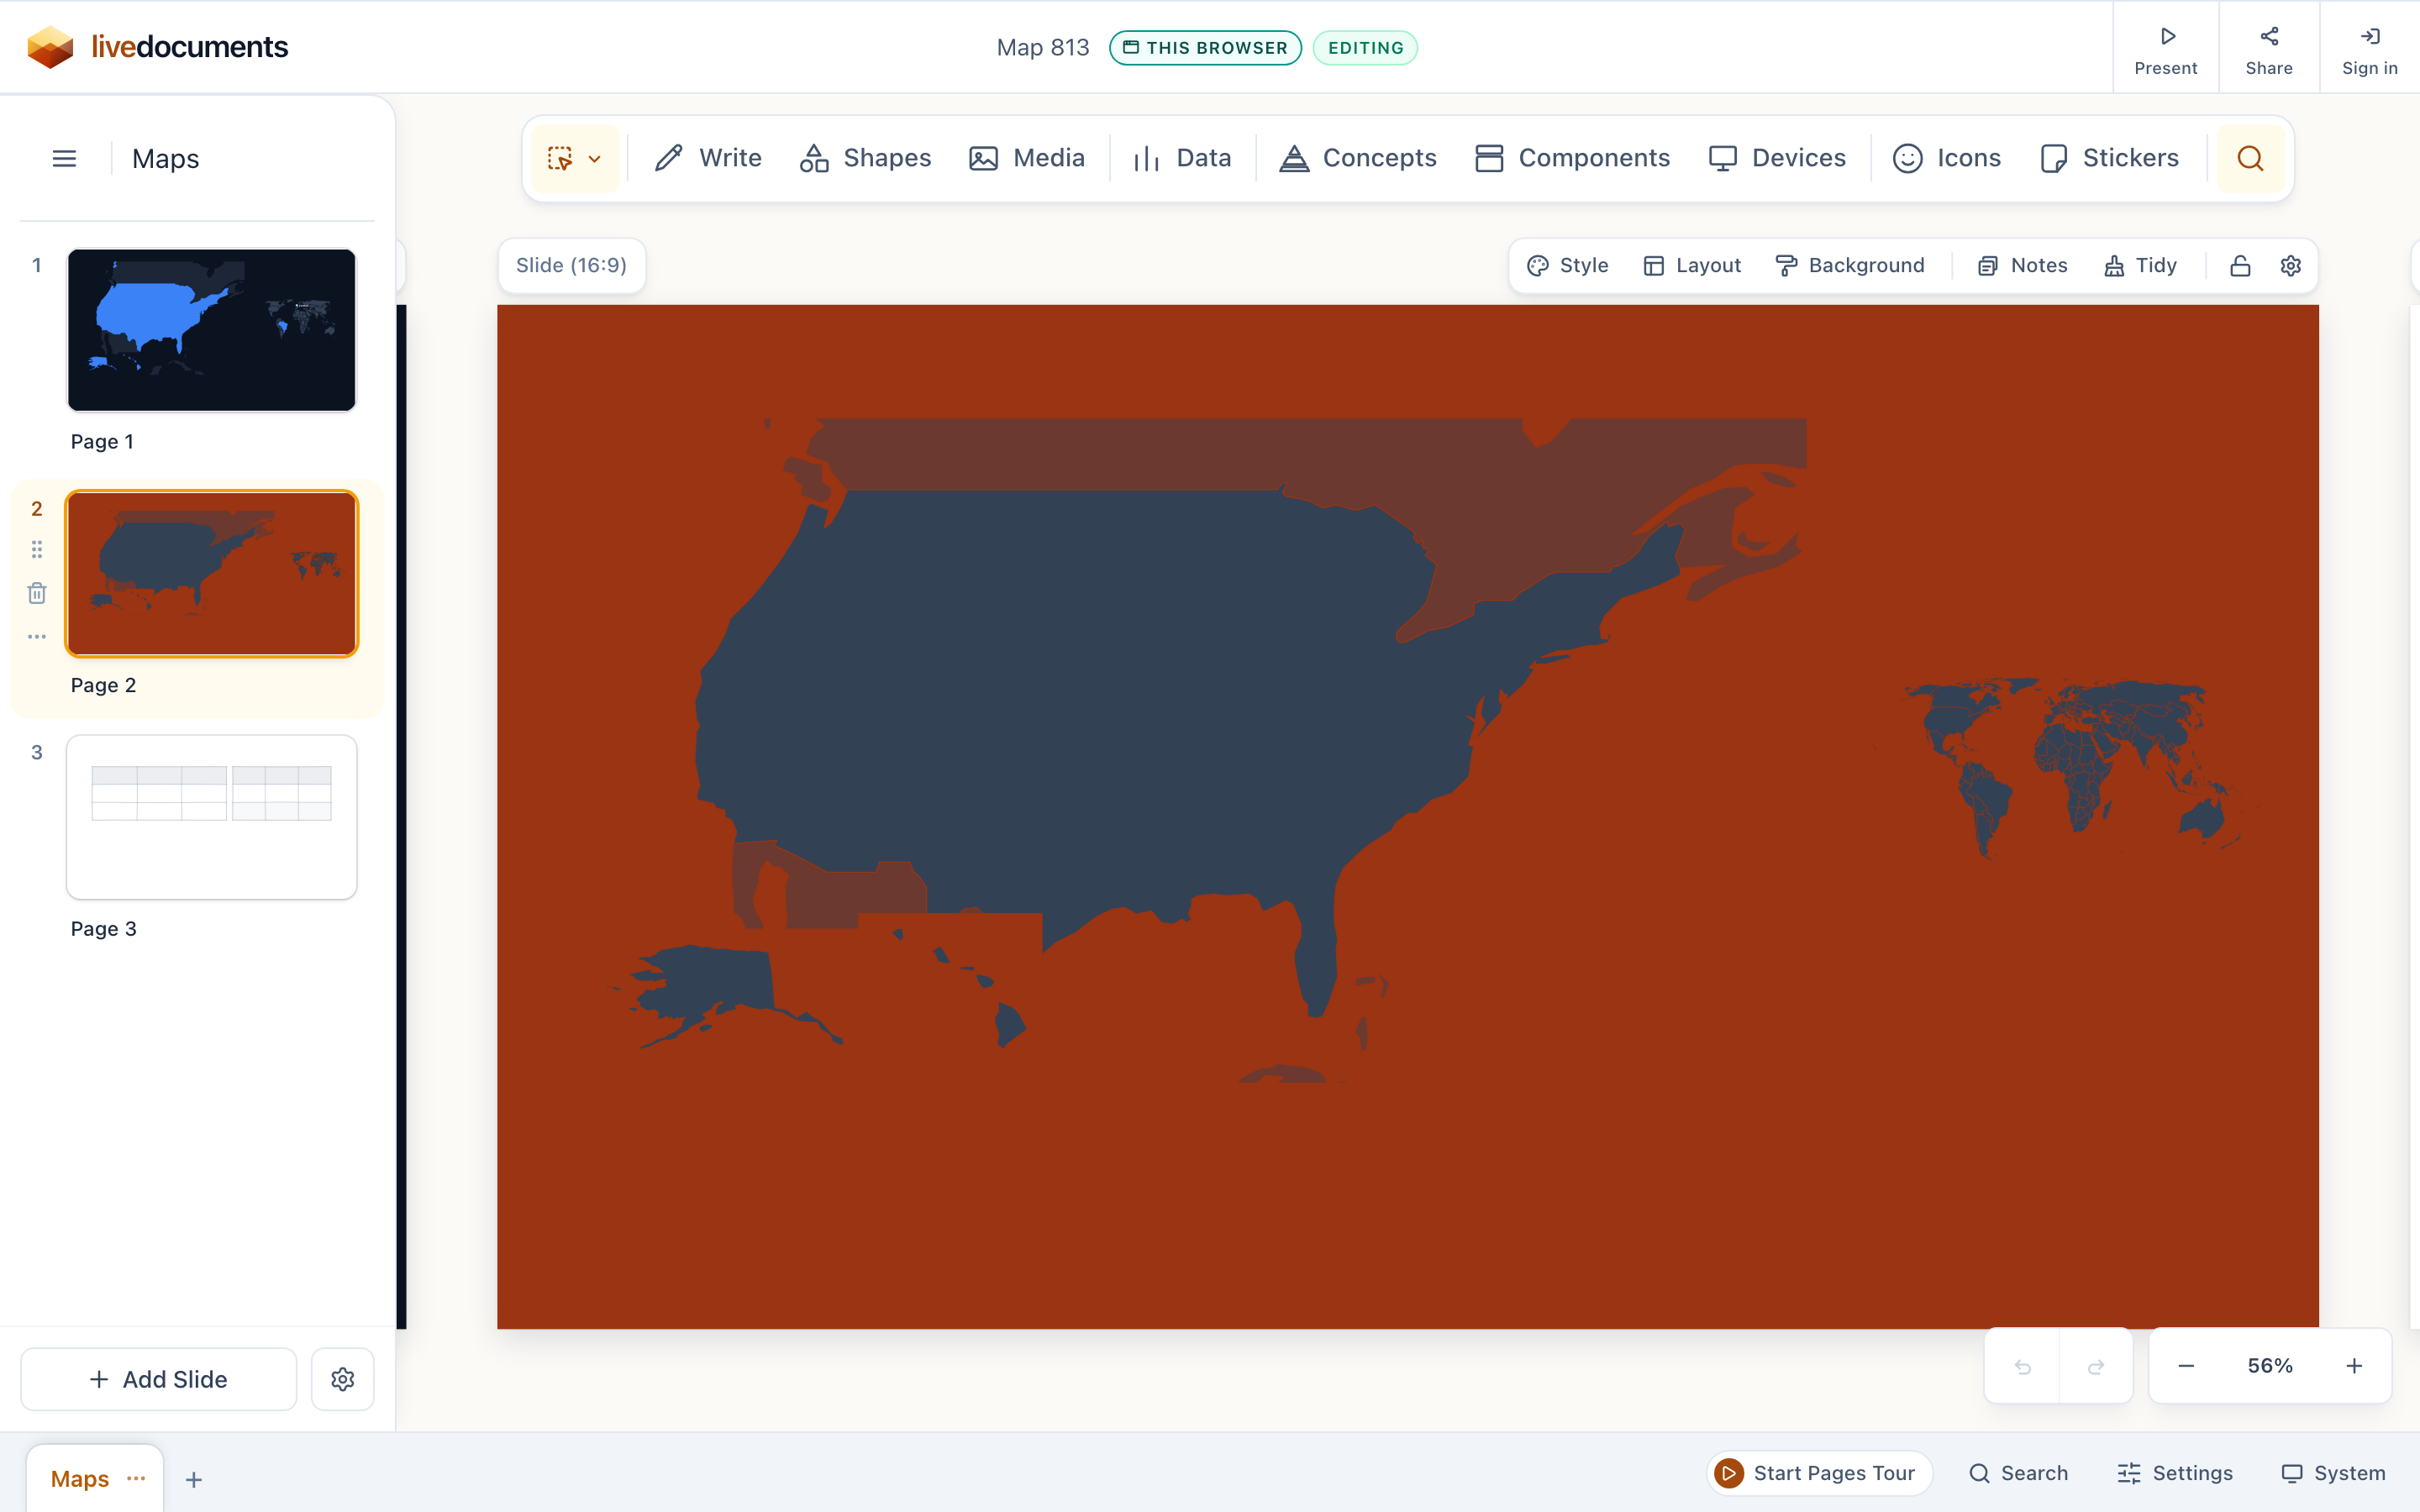 livedocuments
Map 813
THIS BROWSER
EDITING
Present
Share
Sign in
Maps
Write
Shapes
Media
Data
Concepts
Components
Devices
Icons
Stickers
1
Page 1
2
Page 2
3
Page 3
Slide (16:9)
Style
Layout
Background
Notes
Tidy
Add Slide
56%
Maps
Start Pages Tour
Search
Settings
System